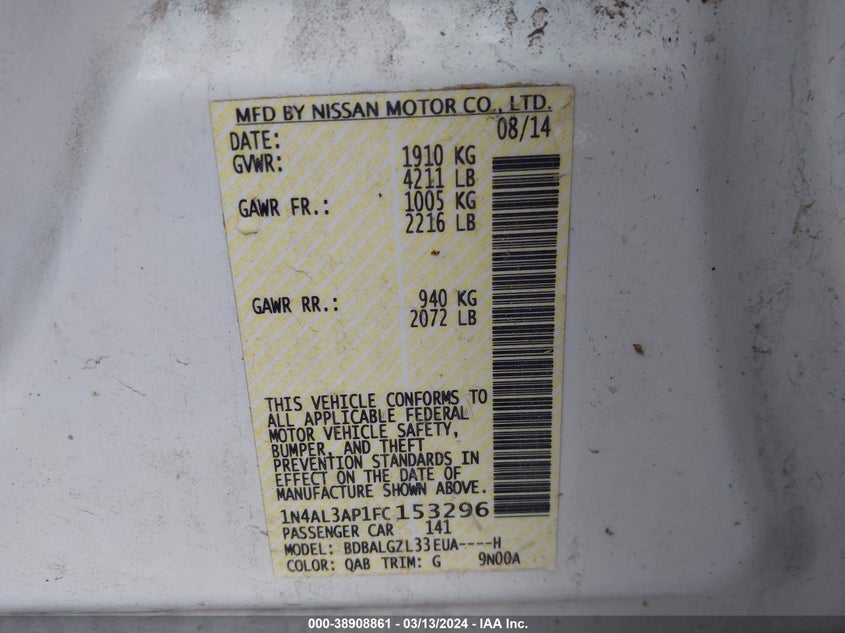 MFD BY NISSAN MOTOR CO., LTD.
DATE: 08/14
GVWR: 1910 KG
4211 LB
GAWR FR.: 1005 KG
2216 LB
GAWR RR.: 940 KG
2072 LB
THIS VEHICLE CONFORMS TO
ALL APPLICABLE FEDERAL
MOTOR VEHICLE SAFETY,
BUMPER, AND THEFT
PREVENTION STANDARDS IN
EFFECT ON THE DATE OF
MANUFACTURE SHOWN ABOVE.
1N4AL3AP1FC153296
PASSENGER CAR 141
MODEL: BDBALGZL33EUA----H
COLOR: QAB TRIM: G 9N00A
000-38908861 - 03/13/2024 - IAA Inc.